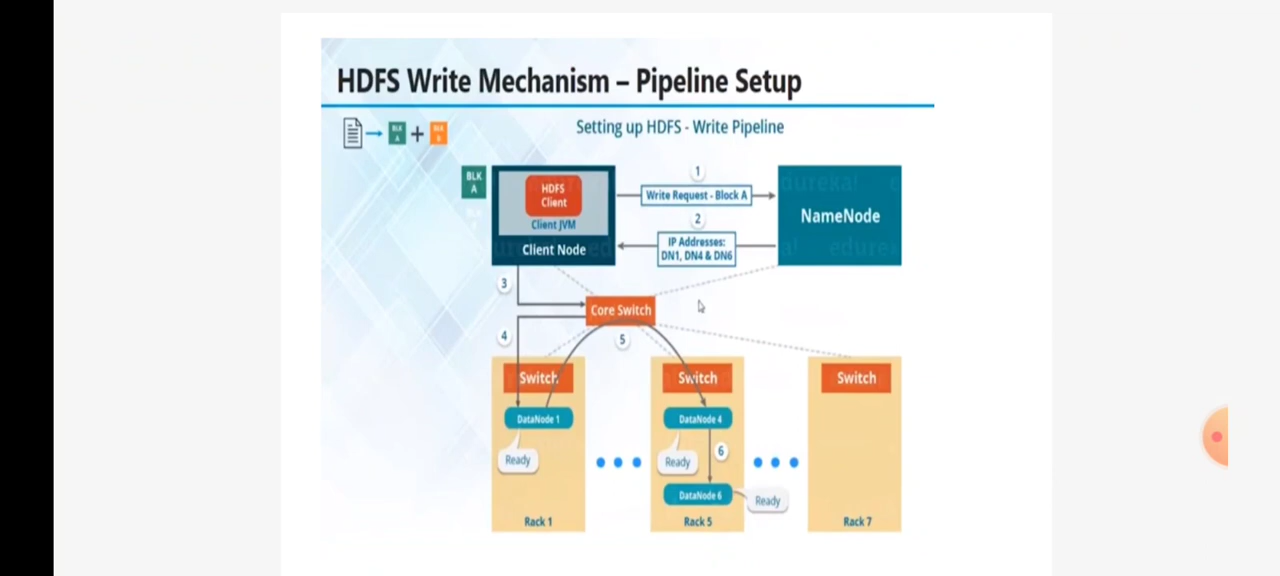 HDFS Write Mechanism – Pipeline Setup
Setting up HDFS - Write Pipeline
BLK
A
+
BLK
A
HDFS
Client
Client JVM
Client Node
1
Write Request - Block A
2
IP Addresses:
DN1, DN4 & DN6
NameNode
edureka!
3
Core Switch
4
5
Switch
Switch
Switch
DataNode 1
DataNode 4
Ready
Ready
6
DataNode 6
Ready
Rack 1
Rack 5
Rack 7